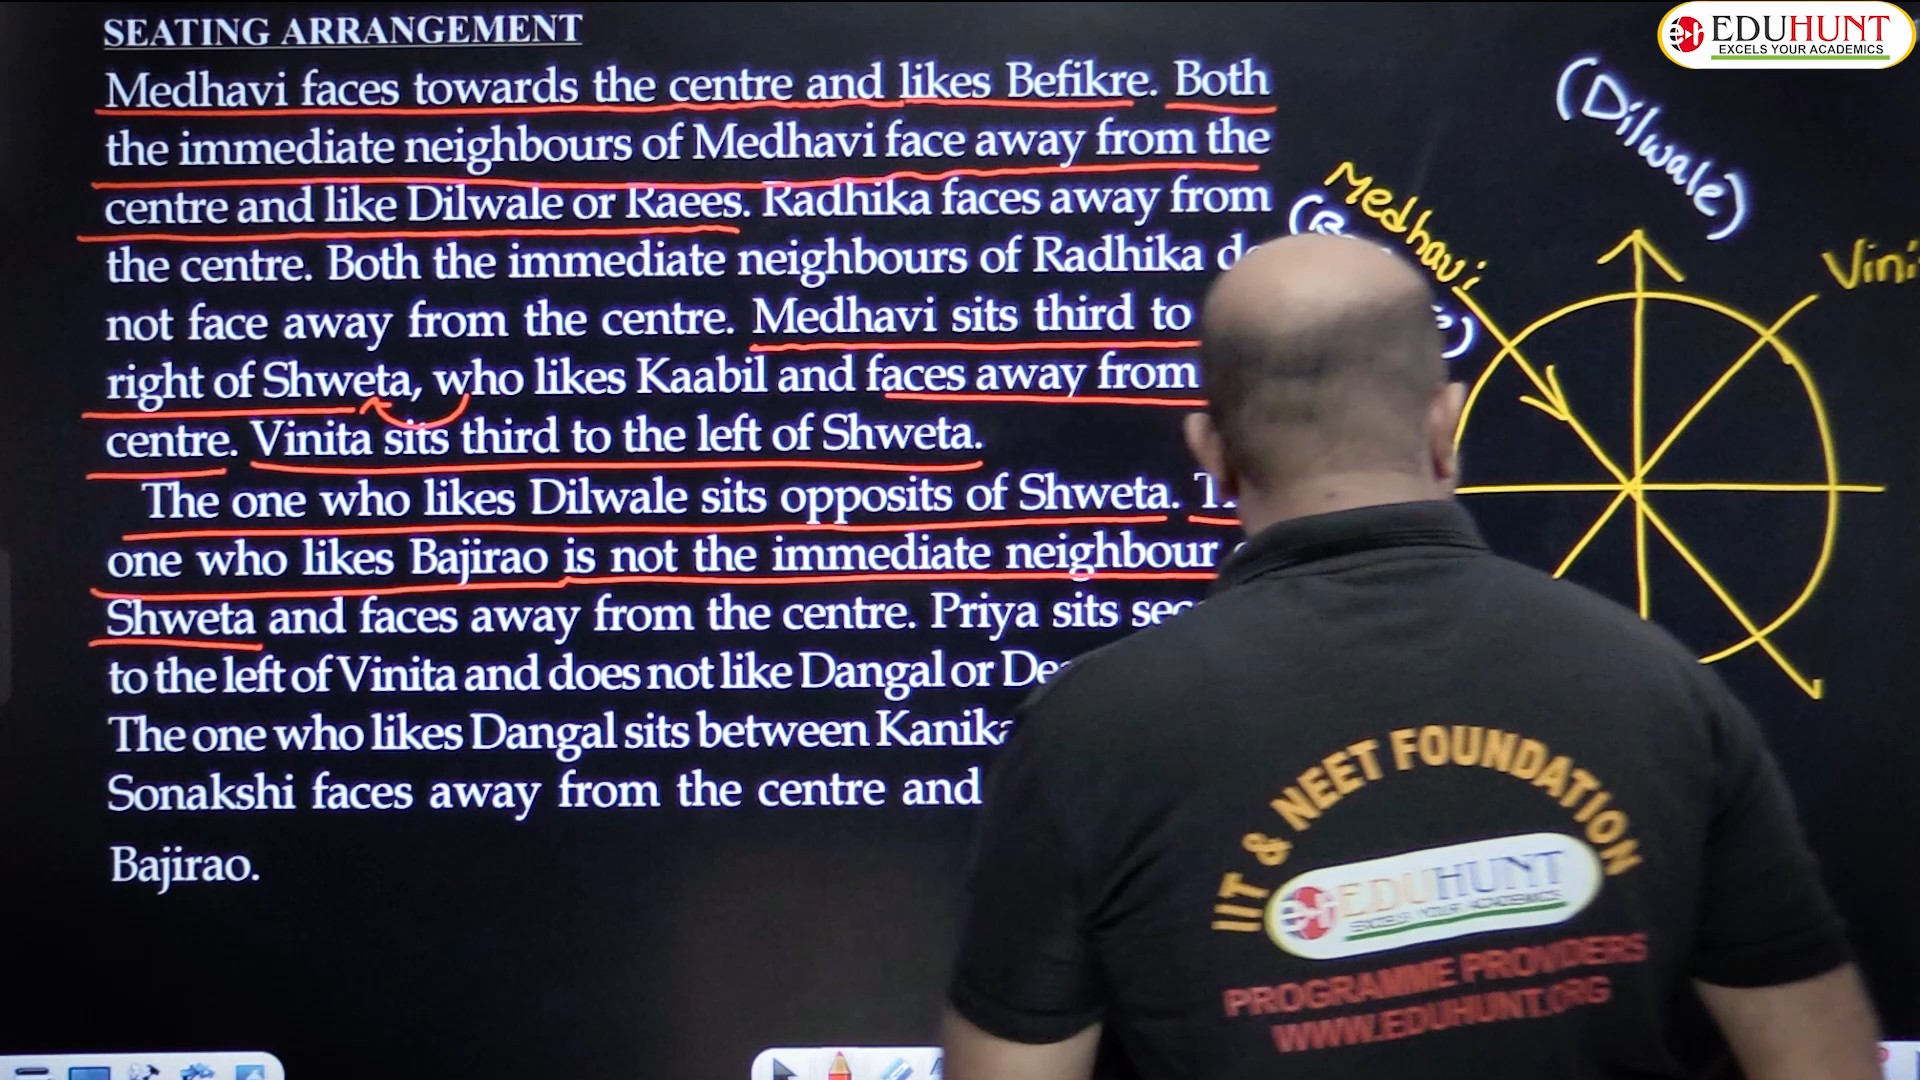 SEATING ARRANGEMENT
Medhavi faces towards the centre and likes Befikre. Both
the immediate neighbours of Medhavi face away from the
centre and like Dilwale or Raees. Radhika faces away from
the centre. Both the immediate neighbours of Radhika
not face away from the centre. Medhavi sits third to
right of Shweta, who likes Kaabil and faces away from
centre. Vinita sits third to the left of Shweta.
The one who likes Dilwale sits opposits of Shweta.
one who likes Bajirao is not the immediate neighbour
Shweta and faces away from the centre. Priya sits
to the left of Vinita and does not like Dangal or
The one who likes Dangal sits between
Sonakshi faces away from the centre and
Bajirao.
(Dilwale)
Medhavi
EDUHUNT
EXCELS YOUR ACADEMICS
IIT & NEET FOUNDATION
EDUHUNT
EXCELS YOUR ACADEMICS
PROGRAMME PROVIDERS
WWW.EDUHUNT.ORG